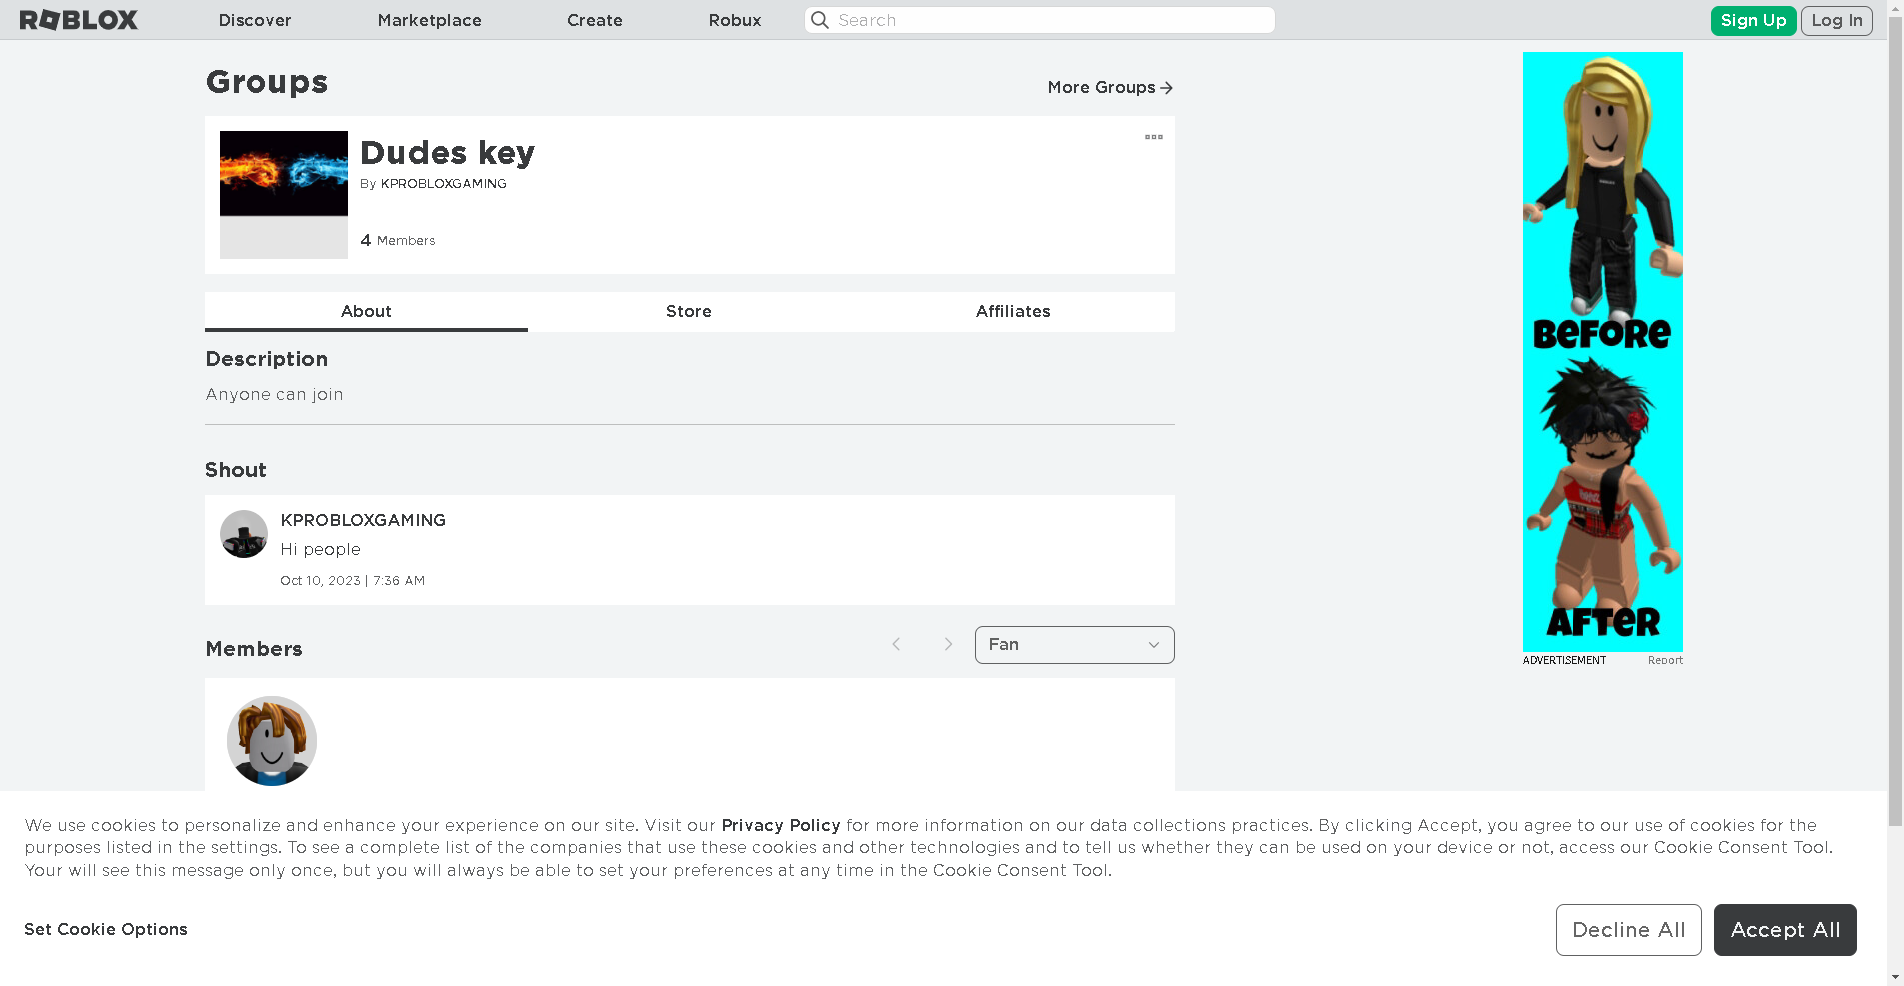 ROBLOX
Discover
Marketplace
Create
Robux
Search
Sign Up
Log In
Groups
More Groups
Dudes key
By KPROBLOXGAMING
4 Members
About
Store
Affiliates
Description
Anyone can join
Shout
KPROBLOXGAMING
Hi people
Oct 10, 2023 | 7:36 AM
Members
Fan
BEFORE
AFTER
ADVERTISEMENT
Report
We use cookies to personalize and enhance your experience on our site. Visit our Privacy Policy for more information on our data collections practices. By clicking Accept, you agree to our use of cookies for the
purposes listed in the settings. To see a complete list of the companies that use these cookies and other technologies and to tell us whether they can be used on your device or not, access our Cookie Consent Tool.
Your will see this message only once, but you will always be able to set your preferences at any time in the Cookie Consent Tool.
Set Cookie Options
Decline All
Accept All